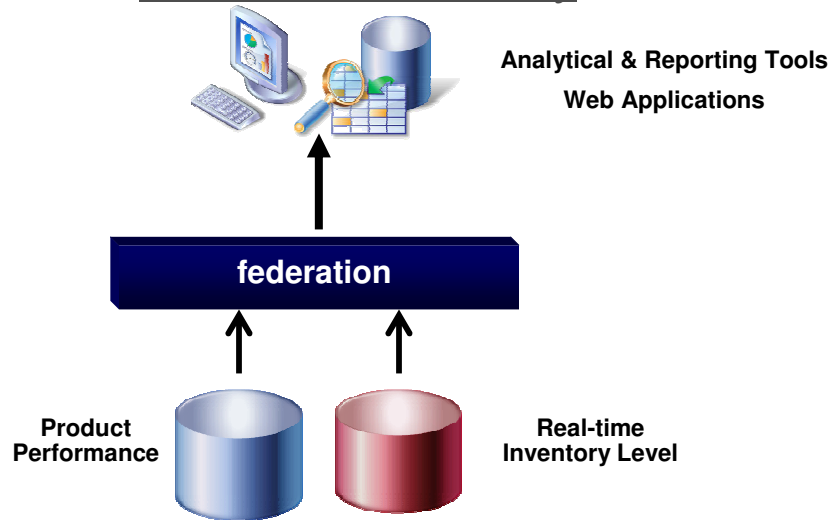 Analytical & Reporting Tools
Web Applications
federation
Product
Performance
Real-time
Inventory Level